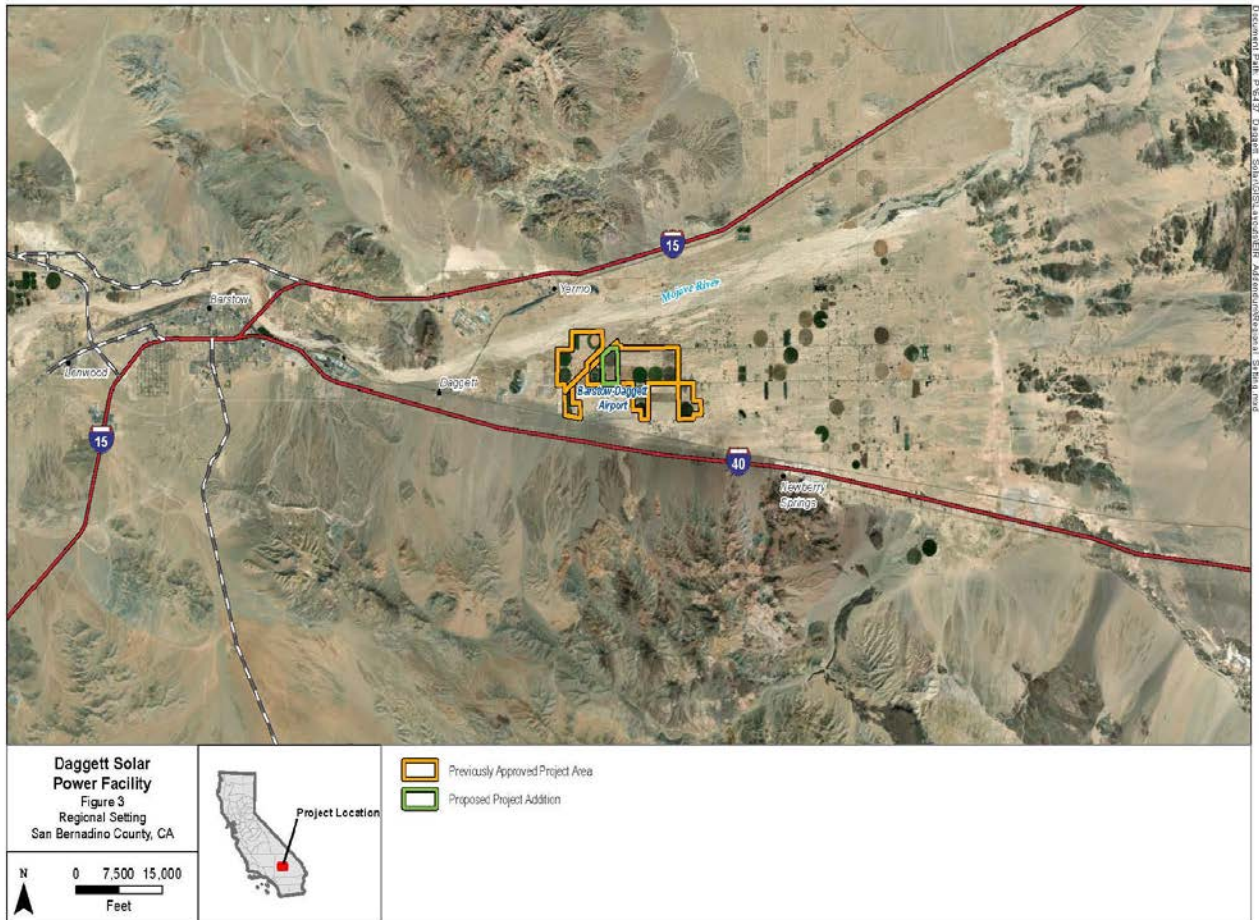 15
Yermo
Mojave River
Barstow
Lenwood
Daggett
Barstow-Daggett
Airport
15
40
Newberry
Springs
Daggett Solar
Power Facility
Figure 3
Regional Setting
San Bernadino County, CA
Project Location
Previously Approved Project Area
Proposed Project Addition
N
0 7,500 15,000
Feet